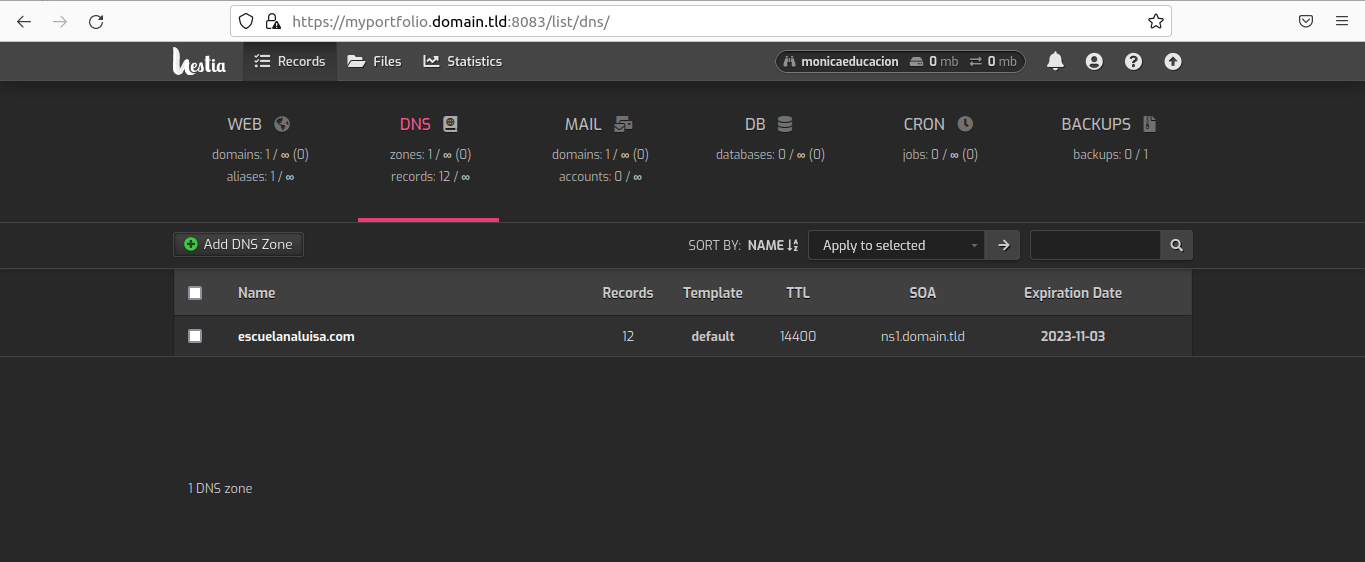 https://myportfolio.domain.tld:8083/list/dns/
hestia Records Files Statistics monicaeducacion 0 mb 0 mb
WEB DNS MAIL DB CRON BACKUPS
domains: 1 / ∞ (0) zones: 1 / ∞ (0) domains: 1 / ∞ (0) databases: 0 / ∞ (0) jobs: 0 / ∞ (0) backups: 0 / 1
aliases: 1 / ∞ records: 12 / ∞ accounts: 0 / ∞
Add DNS Zone SORT BY: NAME Apply to selected
Name Records Template TTL SOA Expiration Date
escuelanaluisa.com 12 default 14400 ns1.domain.tld 2023-11-03
1 DNS zone